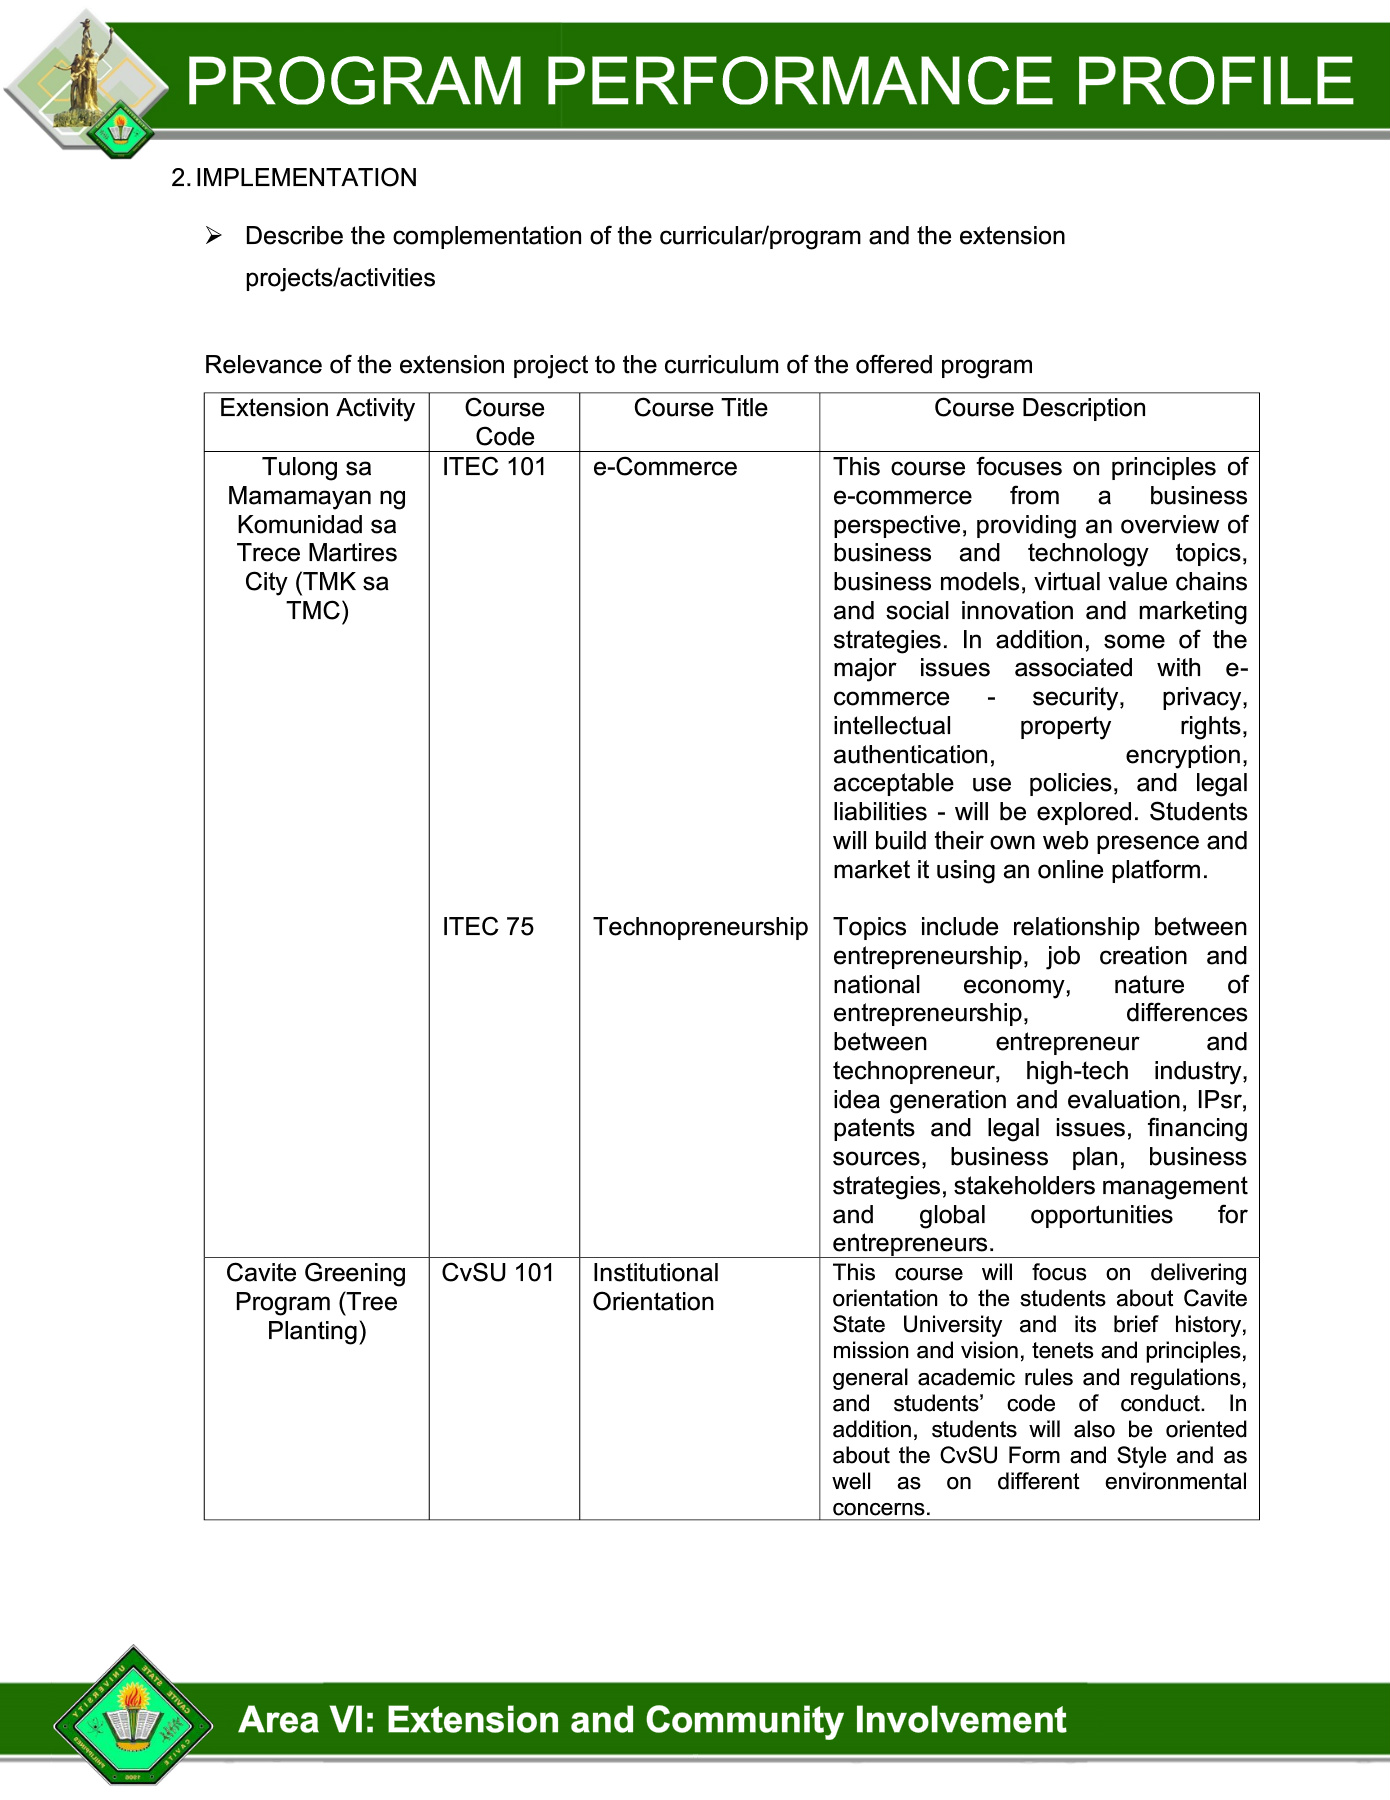 PROGRAM PERFORMANCE PROFILE
2. IMPLEMENTATION
➢ Describe the complementation of the curricular/program and the extension
projects/activities
Relevance of the extension project to the curriculum of the offered program
Extension Activity
Course
Code
Course Title
Course Description
Tulong sa
Mamamayan ng
Komunidad sa
Trece Martires
City (TMK sa
TMC)
ITEC 101
e-Commerce
This course focuses on principles of
e-commerce from a business
perspective, providing an overview of
business and technology topics,
business models, virtual value chains
and social innovation and marketing
strategies. In addition, some of the
major issues associated with e-
commerce - security, privacy,
intellectual property rights,
authentication, encryption,
acceptable use policies, and legal
liabilities - will be explored. Students
will build their own web presence and
market it using an online platform.
ITEC 75
Technopreneurship
Topics include relationship between
entrepreneurship, job creation and
national economy, nature of
entrepreneurship, differences
between entrepreneur and
technopreneur, high-tech industry,
idea generation and evaluation, IPsr,
patents and legal issues, financing
sources, business plan, business
strategies, stakeholders management
and global opportunities for
entrepreneurs.
Cavite Greening
Program (Tree
Planting)
CvSU 101
Institutional
Orientation
This course will focus on delivering
orientation to the students about Cavite
State University and its brief history,
mission and vision, tenets and principles,
general academic rules and regulations,
and students’ code of conduct. In
addition, students will also be oriented
about the CvSU Form and Style and as
well as on different environmental
concerns.
CAVITE STATE UNIVERSITY
CAVITE
PHILIPPINES
Area VI: Extension and Community Involvement